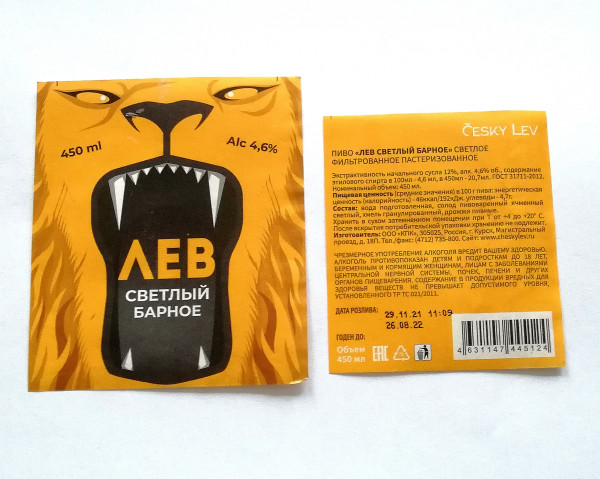 450 ml
Alc 4,6%
ЛЕВ
СВЕТЛЫЙ
БАРНОЕ
ČESKY LEV
ПИВО «ЛЕВ СВЕТЛЫЙ БАРНОЕ» СВЕТЛОЕ
ФИЛЬТРОВАННОЕ ПАСТЕРИЗОВАННОЕ
Экстрактивность начального сусла 12%, алк. 4,6% об., содержание
этилового спирта в 100мл - 4,6 мл, в 450мл - 20,7мл. ГОСТ 31711-2012.
Номинальный объем: 450 мл.
Пищевая ценность (средние значения) в 100 г пива: энергетическая
ценность (калорийность) - 46ккал/192кДж, углеводы - 4,7г.
Состав: вода подготовленная, солод пивоваренный ячменный
светлый, хмель гранулированный, дрожжи пивные.
Хранить в сухом затемненном помещении при T от +4 до +20° С.
После вскрытия потребительской упаковки хранению не подлежит.
Изготовитель: ООО «КПК», 305025, Россия, г. Курск, Магистральный
проезд, д. 18П. Тел./факс: (4712) 735-800. Сайт: www.cheskylev.ru
ЧРЕЗМЕРНОЕ УПОТРЕБЛЕНИЕ АЛКОГОЛЯ ВРЕДИТ ВАШЕМУ ЗДОРОВЬЮ.
АЛКОГОЛЬ ПРОТИВОПОКАЗАН ДЕТЯМ И ПОДРОСТКАМ ДО 18 ЛЕТ,
БЕРЕМЕННЫМ И КОРМЯЩИМ ЖЕНЩИНАМ, ЛИЦАМ С ЗАБОЛЕВАНИЯМИ
ЦЕНТРАЛЬНОЙ НЕРВНОЙ СИСТЕМЫ, ПОЧЕК, ПЕЧЕНИ И ДРУГИХ
ОРГАНОВ ПИЩЕВАРЕНИЯ. СОДЕРЖАНИЕ В ПРОДУКЦИИ ВРЕДНЫХ ДЛЯ
ЗДОРОВЬЯ ВЕЩЕСТВ НЕ ПРЕВЫШАЕТ ДОПУСТИМОГО УРОВНЯ,
УСТАНОВЛЕННОГО ТР ТС 021/2011.
ДАТА РОЗЛИВА: 29.11.21 11:09
26.08.22
ГОДЕН ДО:
Объем
450 мл
EAC
4 631147 445124